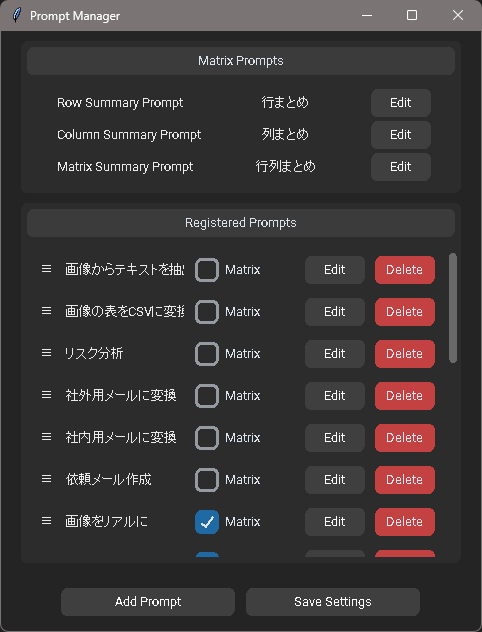 Prompt Manager
Matrix Prompts
Row Summary Prompt 行まとめ Edit
Column Summary Prompt 列まとめ Edit
Matrix Summary Prompt 行列まとめ Edit
Registered Prompts
画像からテキストを抽 Matrix Edit Delete
画像の表をCSVに変換 Matrix Edit Delete
リスク分析 Matrix Edit Delete
社外用メールに変換 Matrix Edit Delete
社内用メールに変換 Matrix Edit Delete
依頼メール作成 Matrix Edit Delete
画像をリアルに Matrix Edit Delete
Add Prompt Save Settings